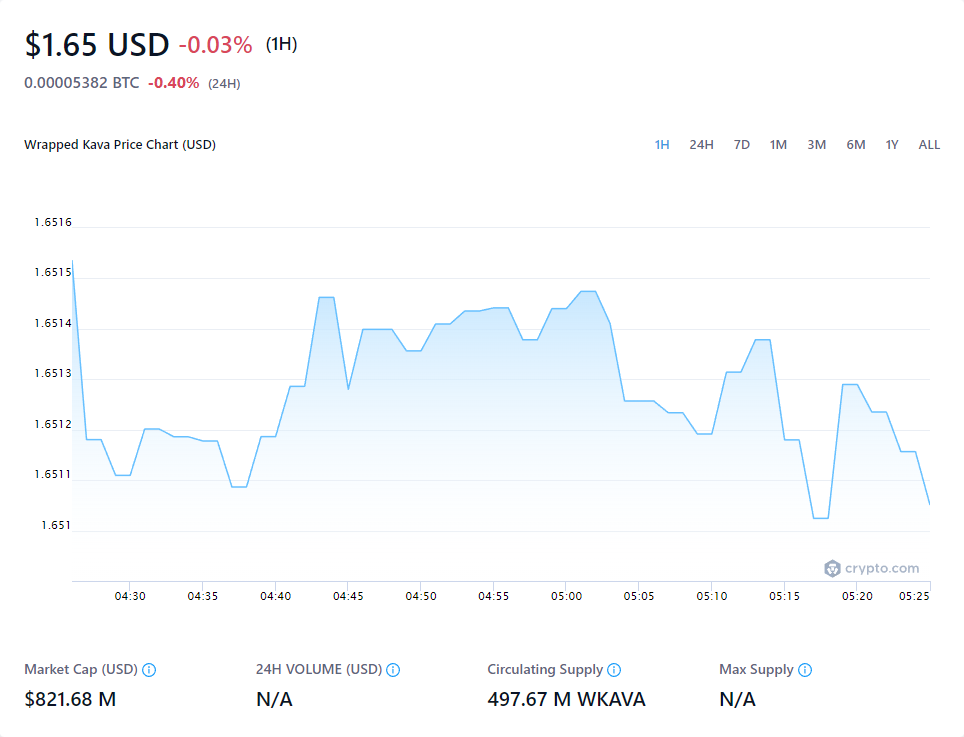 $1.65 USD -0.03% (1H)
0.00005382 BTC -0.40% (24H)
Wrapped Kava Price Chart (USD) 1H 24H 7D 1M 3M 6M 1Y ALL
1.6516
1.6515
1.6514
1.6513
1.6512
1.6511
1.651
crypto.com
04:30 04:35 04:40 04:45 04:50 04:55 05:00 05:05 05:10 05:15 05:20 05:25
Market Cap (USD) 24H VOLUME (USD) Circulating Supply Max Supply
$821.68 M N/A 497.67 M WKAVA N/A